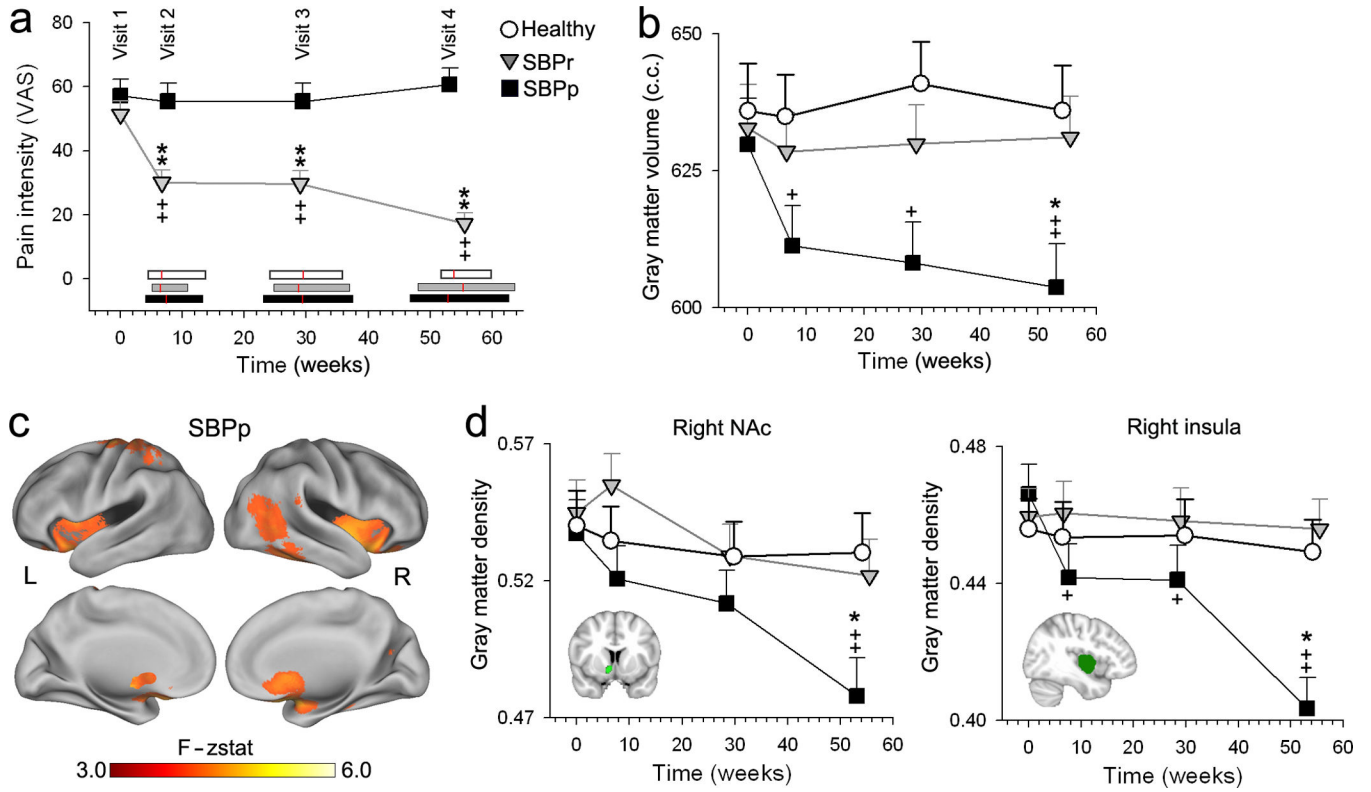 a
Visit 1
Visit 2
Visit 3
Visit 4
Healthy
SBPr
SBPp
Pain intensity (VAS)
80
60
40
20
0
**
++
**
++
**
++
0 10 20 30 40 50 60
Time (weeks)
b
Gray matter volume (c.c.)
650
625
600
+
+
*
++
0 10 20 30 40 50 60
Time (weeks)
c
SBPp
L
R
F-zstat
3.0
6.0
d
Right NAc
Gray matter density
0.57
0.52
0.47
*
++
0 10 20 30 40 50 60
Time (weeks)
Right insula
Gray matter density
0.48
0.44
0.40
+
+
*
++
0 10 20 30 40 50 60
Time (weeks)